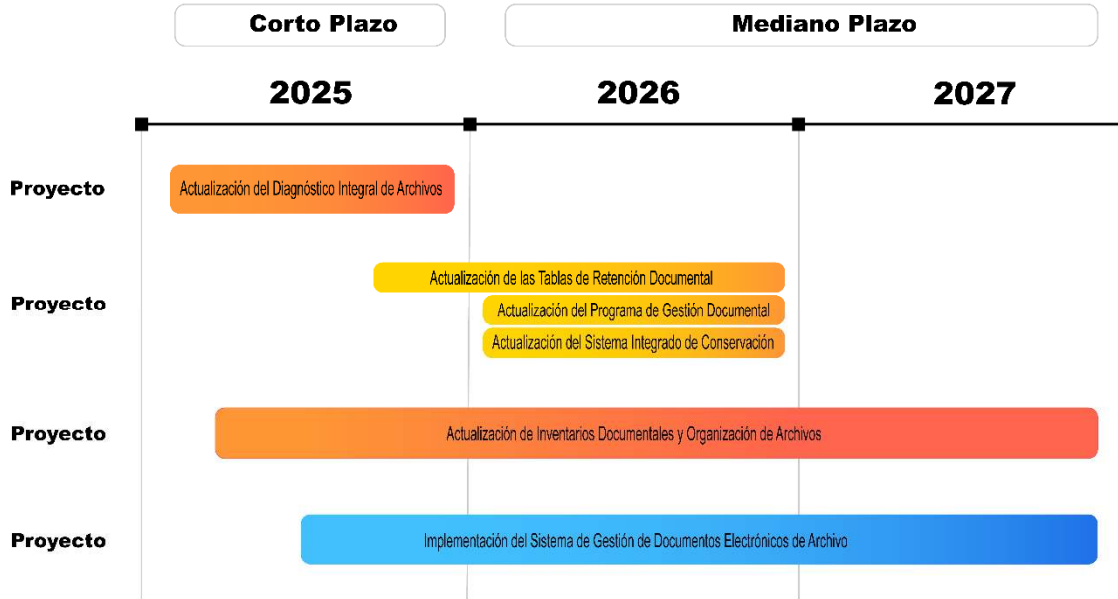 Corto Plazo
Mediano Plazo
2025
2026
2027
Proyecto
Actualización del Diagnóstico Integral de Archivos
Proyecto
Actualización de las Tablas de Retención Documental
Actualización del Programa de Gestión Documental
Actualización del Sistema Integrado de Conservación
Proyecto
Actualización de Inventarios Documentales y Organización de Archivos
Proyecto
Implementación del Sistema de Gestión de Documentos Electrónicos de Archivo